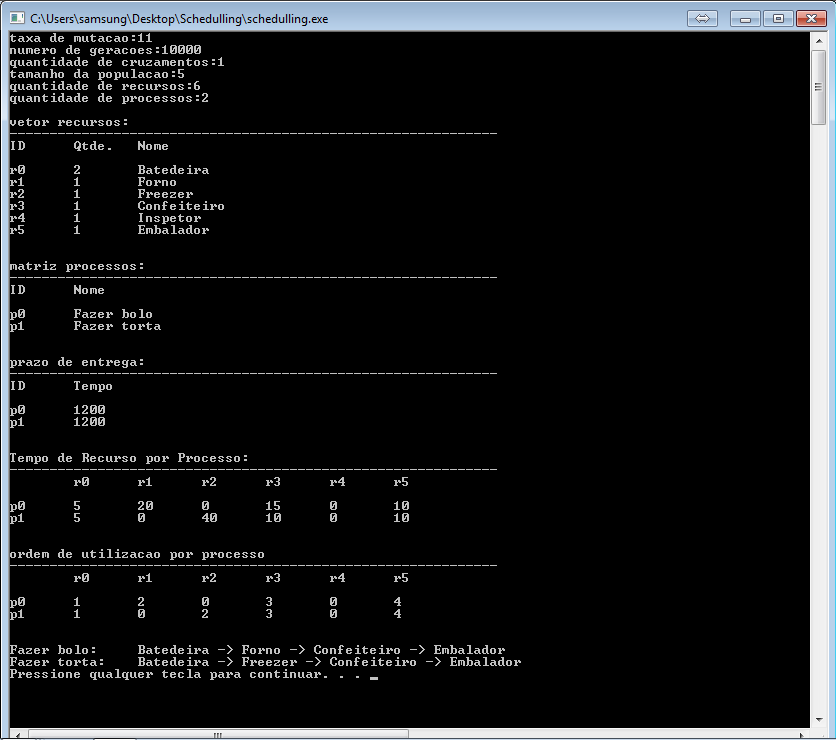 C:\Users\samsung\Desktop\Schedulling\schedulling.exe
taxa de mutacao:11
numero de geracoes:10000
quantidade de cruzamentos:1
tamanho da populacao:5
quantidade de recursos:6
quantidade de processos:2
vetor recursos:
ID Qtde. Nome
r0 2 Batedeira
r1 1 Forno
r2 1 Freezer
r3 1 Confeiteiro
r4 1 Inspetor
r5 1 Embalador
matriz processos:
ID Nome
p0 Fazer bolo
p1 Fazer torta
prazo de entrega:
ID Tempo
p0 1200
p1 1200
Tempo de Recurso por Processo:
r0 r1 r2 r3 r4 r5
p0 5 20 0 15 0 10
p1 5 0 40 10 0 10
ordem de utilizacao por processo
r0 r1 r2 r3 r4 r5
p0 1 2 0 3 0 4
p1 1 0 2 3 0 4
Fazer bolo: Batedeira -> Forno -> Confeiteiro -> Embalador
Fazer torta: Batedeira -> Freezer -> Confeiteiro -> Embalador
Pressione qualquer tecla para continuar. . . _